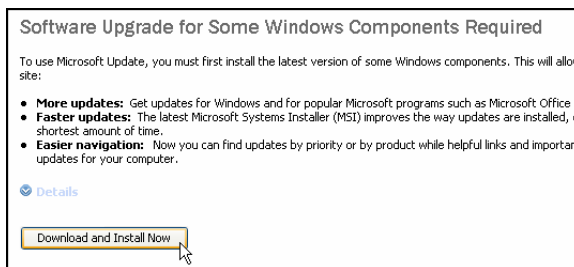 Software Upgrade for Some Windows Components Required
To use Microsoft Update, you must first install the latest version of some Windows components. This will allo
site:
• More updates: Get updates for Windows and for popular Microsoft programs such as Microsoft Office
• Faster updates: The latest Microsoft Systems Installer (MSI) improves the way updates are installed,
shortest amount of time.
• Easier navigation: Now you can find updates by priority or by product while helpful links and importan
updates for your computer.
Details
Download and Install Now